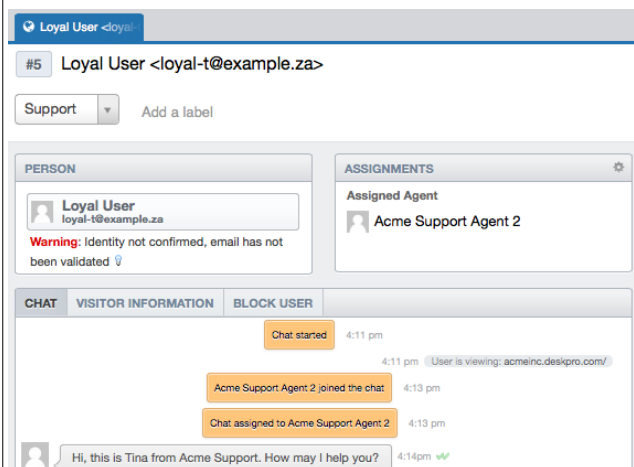 Loyal User <loyal-
#5 Loyal User <loyal-t@example.za>
Support
Add a label
PERSON
Loyal User
loyal-t@example.za
Warning: Identity not confirmed, email has not
been validated
ASSIGNMENTS
Assigned Agent
Acme Support Agent 2
CHAT VISITOR INFORMATION BLOCK USER
Chat started 4:11 pm
4:11 pm User is viewing: acmeinc.deskpro.com/
Acme Support Agent 2 joined the chat 4:13 pm
Chat assigned to Acme Support Agent 2 4:13 pm
Hi, this is Tina from Acme Support. How may I help you? 4:14pm